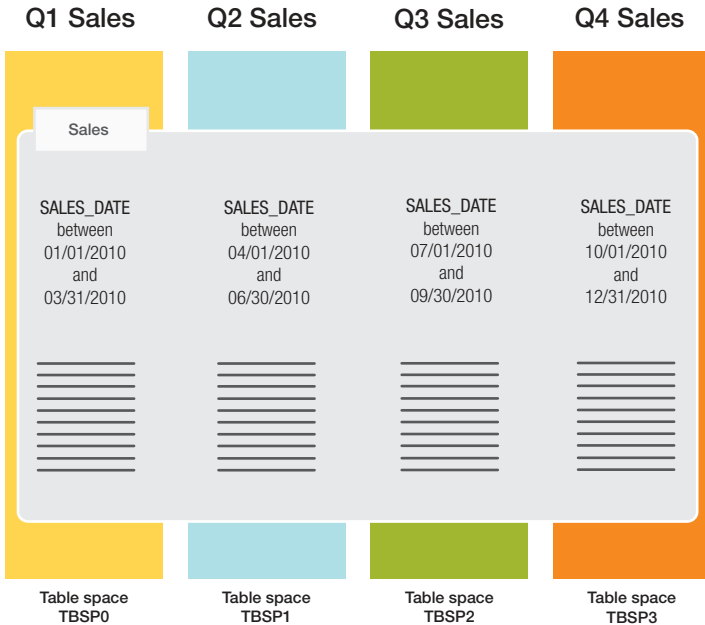 Q1 Sales
Q2 Sales
Q3 Sales
Q4 Sales
Sales
SALES_DATE
between
01/01/2010
and
03/31/2010
SALES_DATE
between
04/01/2010
and
06/30/2010
SALES_DATE
between
07/01/2010
and
09/30/2010
SALES_DATE
between
10/01/2010
and
12/31/2010
Table space
TBSP0
Table space
TBSP1
Table space
TBSP2
Table space
TBSP3